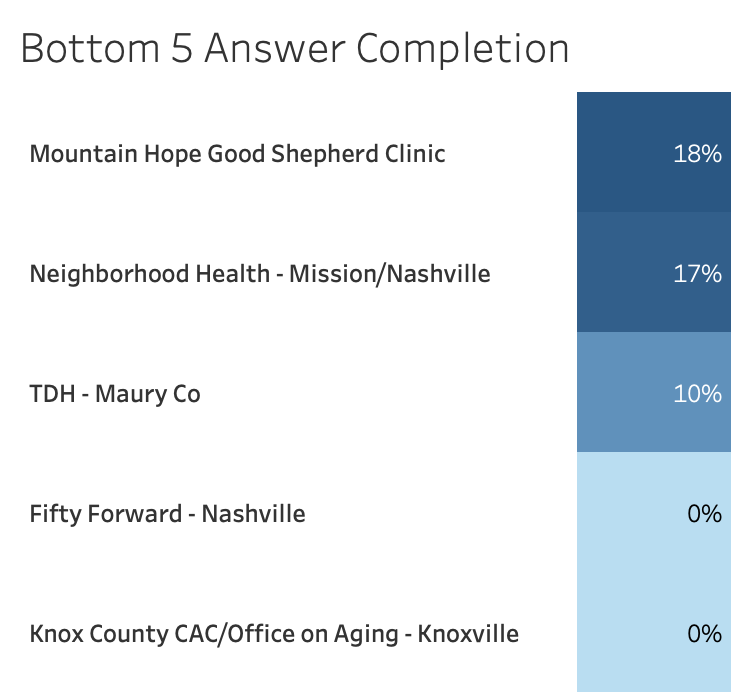 Bottom 5 Answer Completion
Mountain Hope Good Shepherd Clinic 18%
Neighborhood Health - Mission/Nashville 17%
TDH - Maury Co 10%
Fifty Forward - Nashville 0%
Knox County CAC/Office on Aging - Knoxville 0%